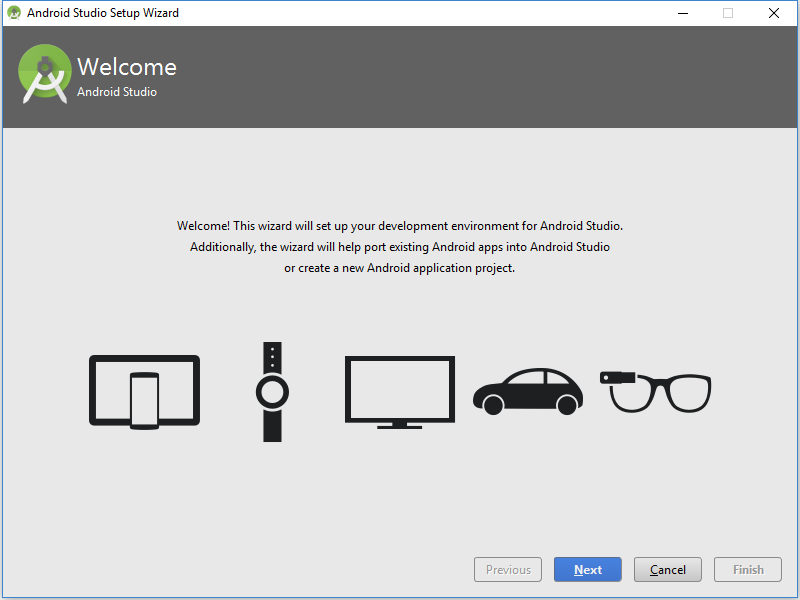 Android Studio Setup Wizard
Welcome
Android Studio
Welcome! This wizard will set up your development environment for Android Studio.
Additionally, the wizard will help port existing Android apps into Android Studio
or create a new Android application project.
Previous Next Cancel Finish